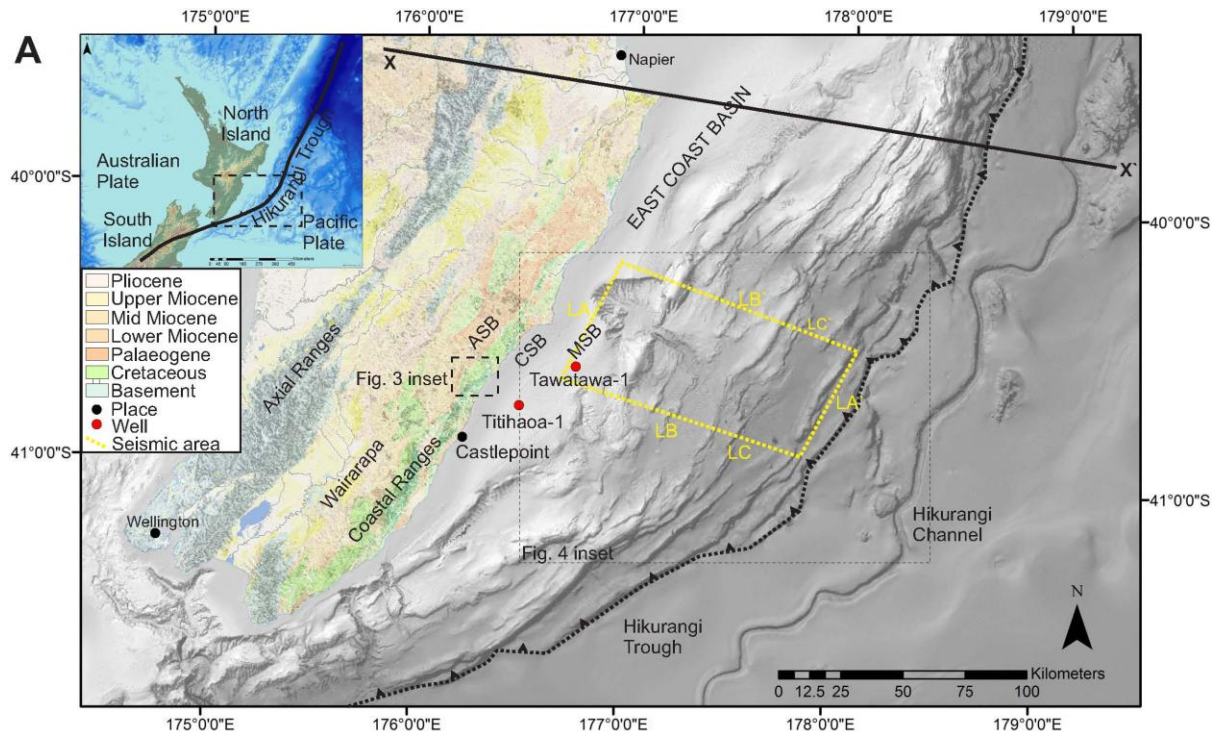 A
175°0'0"E
176°0'0"E
177°0'0"E
178°0'0"E
179°0'0"E
North
Island
Australian
Plate
South
Island
Hikurangi Trough
Pacific
Plate
Kilometers
X
Napier
EAST COAST BASIN
X`
40°0'0"S
40°0'0"S
Pliocene
Upper Miocene
Mid Miocene
Lower Miocene
Palaeogene
Cretaceous
Basement
Place
Well
Seismic area
Axial Ranges
ASB
CSB
MSB
LA
LB
LC
Fig. 3 inset
Tawatawa-1
Titihaoa-1
Castlepoint
LB
LC
LA
Wairarapa
Coastal Ranges
41°0'0"S
41°0'0"S
Wellington
Fig. 4 inset
Hikurangi
Channel
Hikurangi
Trough
N
Kilometers
0 12.5 25 50 75 100
175°0'0"E
176°0'0"E
177°0'0"E
178°0'0"E
179°0'0"E